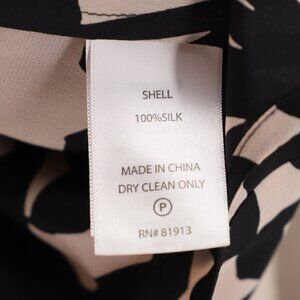 SHELL
100%SILK
MADE IN CHINA
DRY CLEAN ONLY
P
RN# 81913